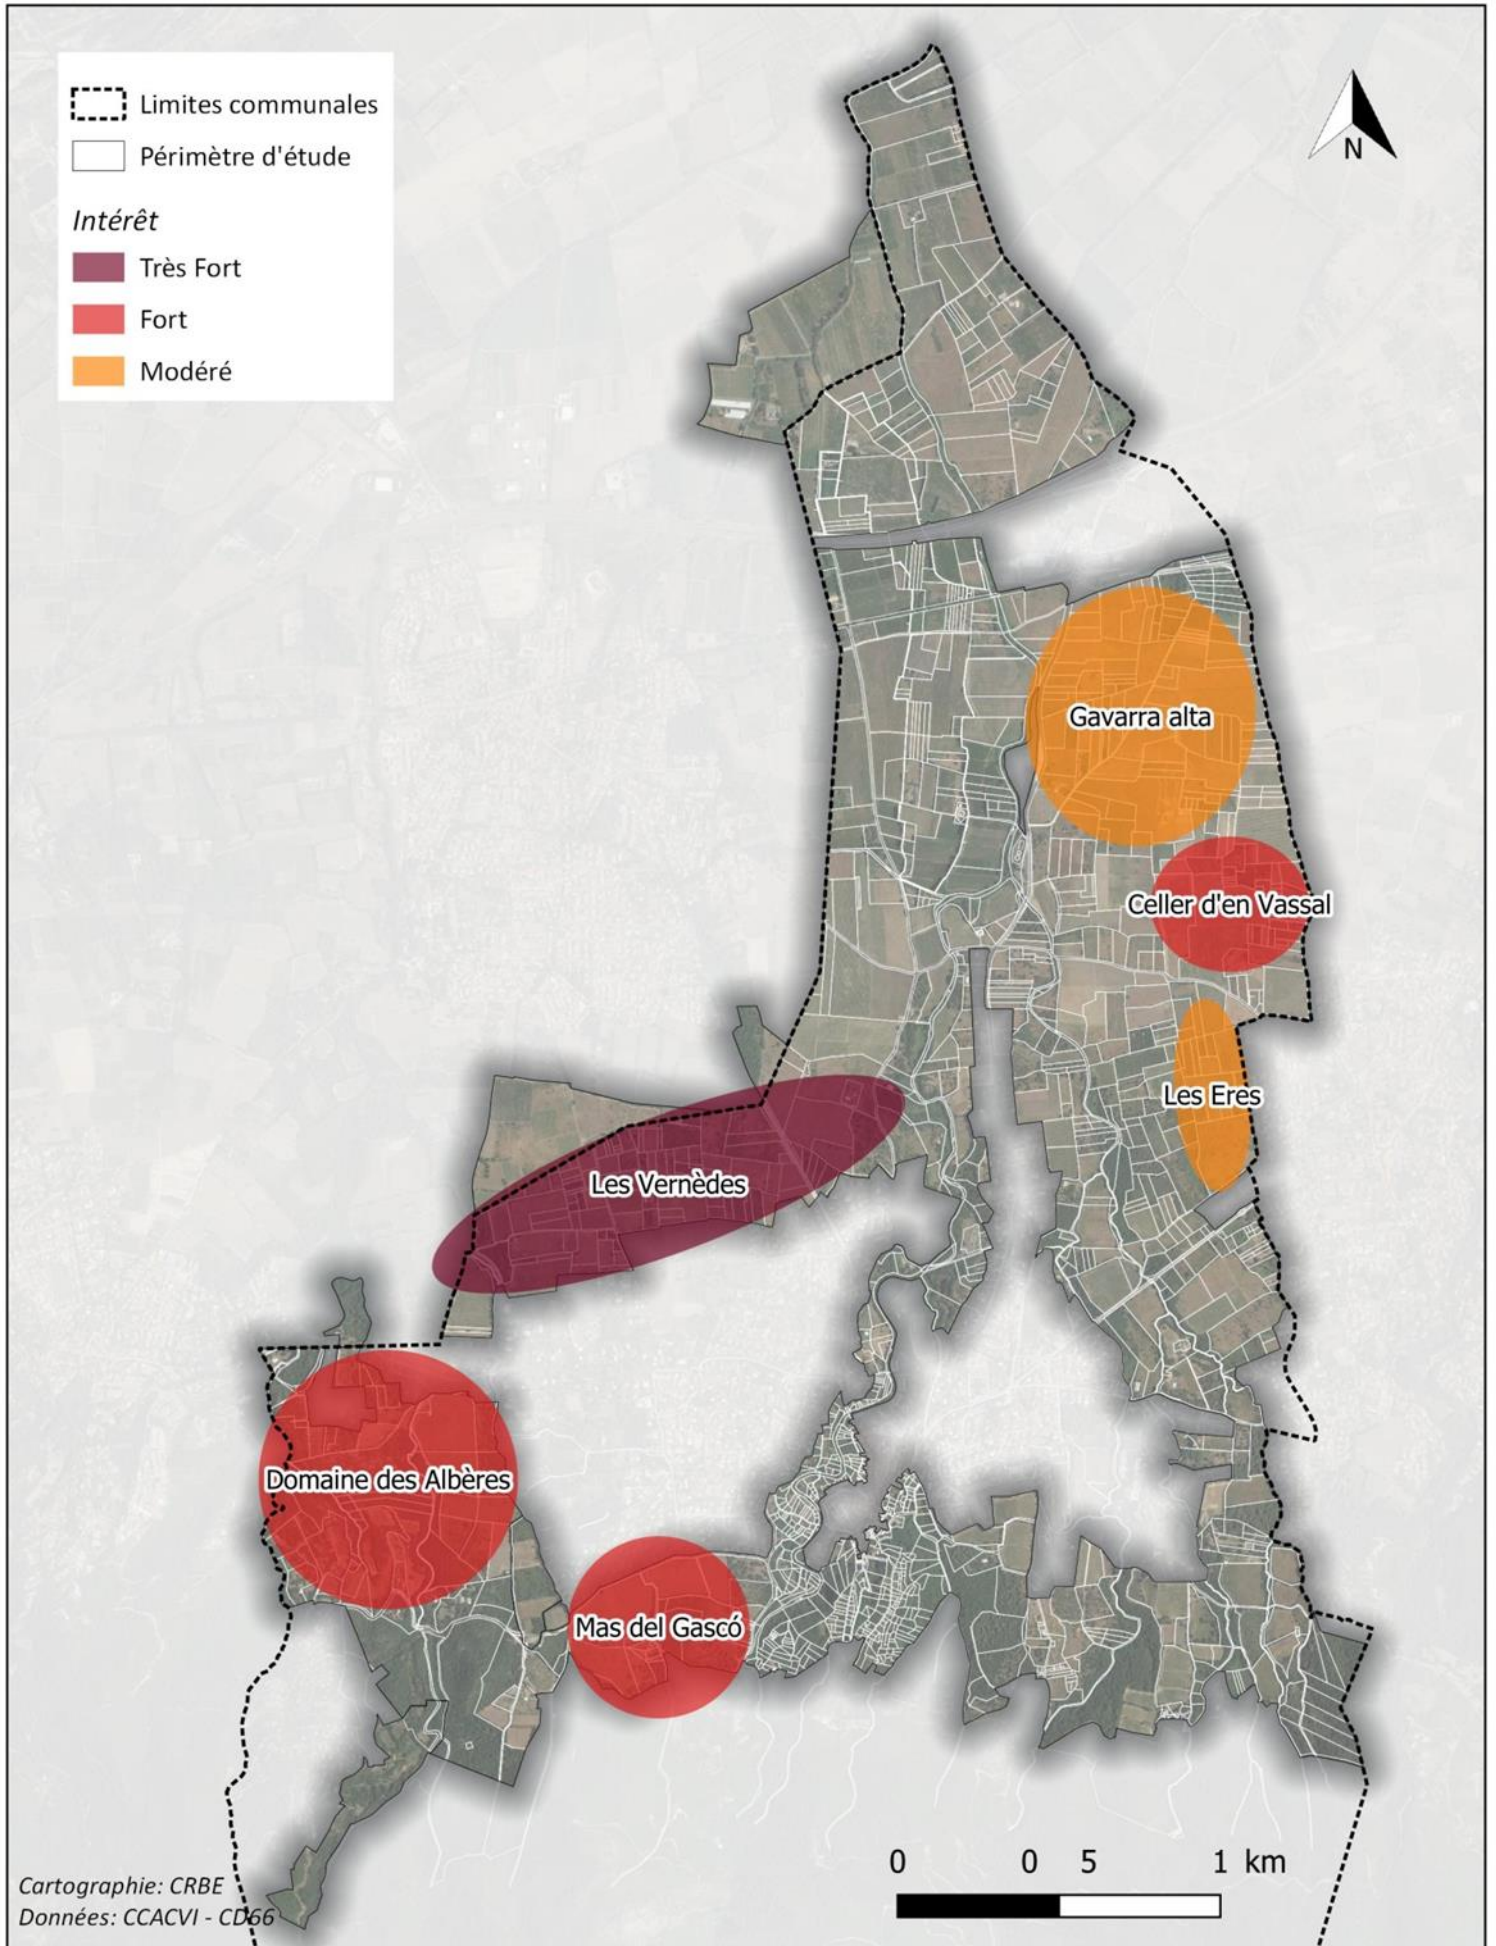 Limites communales
Périmètre d'étude
Intérêt
Très Fort
Fort
Modéré
N
Gavarra alta
Celler d'en Vassal
Les Eres
Les Vernèdes
Domaine des Albères
Mas del Gascó
0 0 5 1 km
Cartographie: CRBE
Données: CCACVI - CD66